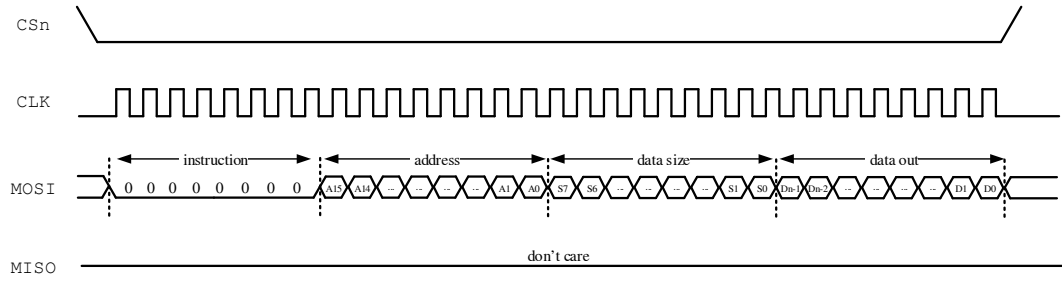 CSn
CLK
instruction address data size data out
MOSI 0 0 0 0 0 0 0 0 A15 A14 ... ... ... ... A1 A0 S7 S6 ... ... ... ... S1 S0 Dn-1 Dn-2 ... ... ... ... D1 D0
don't care
MISO